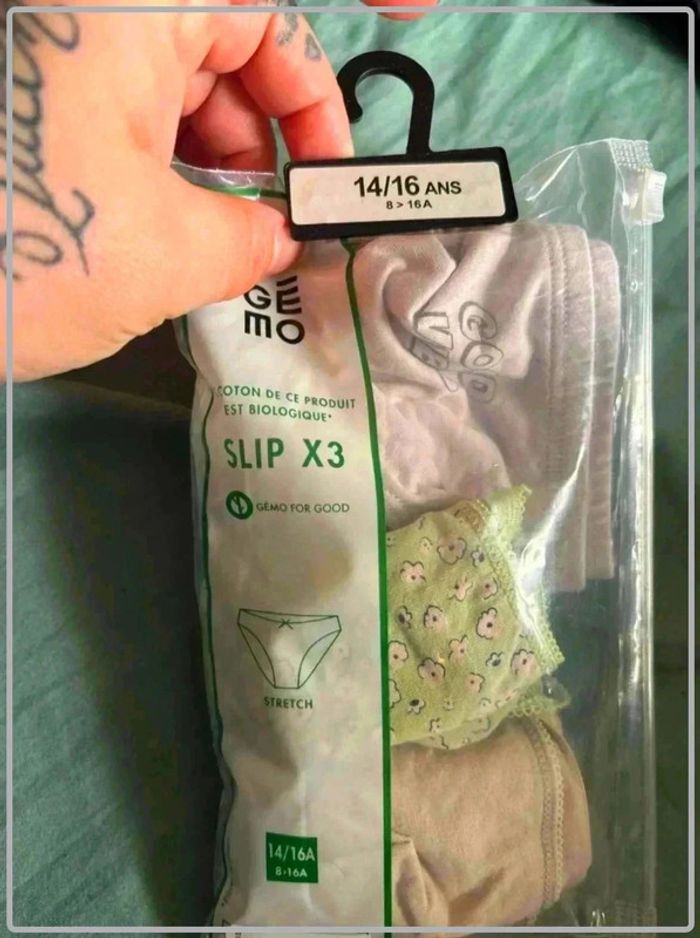 14/16 ANS
8 > 16A
GÉ
MO
COTON DE CE PRODUIT
EST BIOLOGIQUE*
SLIP X3
GÉMO FOR GOOD
STRETCH
14/16A
8>16A